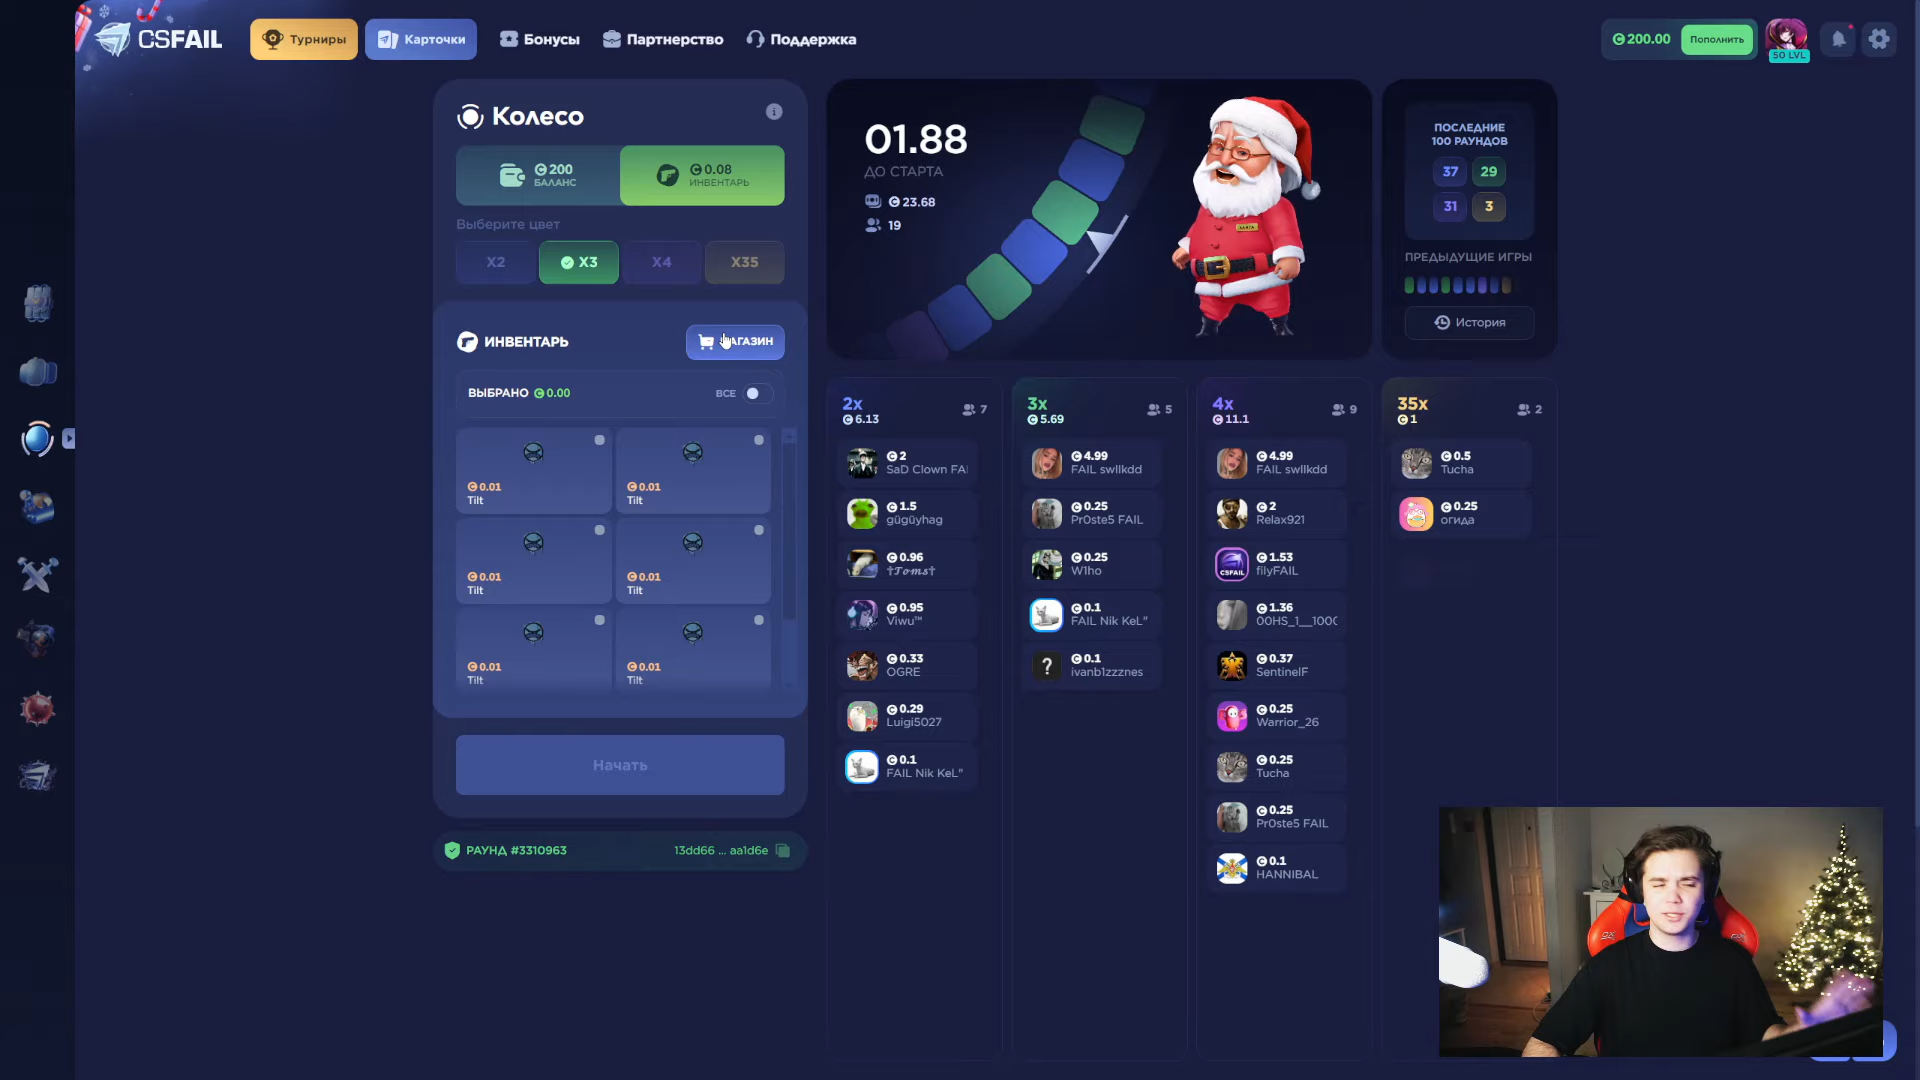 CSFAIL
Турниры
Карточки
Бонусы
Партнерство
Поддержка
200.00
Пополнить
50 LVL
Колесо
200
БАЛАНС
0.08
ИНВЕНТАРЬ
Выберите цвет
X2
X3
X4
X35
ИНВЕНТАРЬ
ВЫБРАНО 0.00
ВСЕ
0.01
Tilt
0.01
Tilt
0.01
Tilt
0.01
Tilt
0.01
Tilt
0.01
Tilt
Начать
РАУНД #3310963
13dd66 ... aa1d6e
01.88
ДО СТАРТА
23.68
19
ПОСЛЕДНИЕ
100 РАУНДОВ
37
29
31
3
ПРЕДЫДУЩИЕ ИГРЫ
История
2x
6.13
7
2
SaD Clown FAI
1.5
gügüyhag
0.96
†𝓣𝓸𝓶𝓼†
0.95
Viwu™
0.33
OGRE
0.29
Luigi5027
0.1
FAIL Nik KeL"
3x
5.69
5
4.99
FAIL swllkdd
0.25
Pr0ste5 FAIL
0.25
W1ho
0.1
FAIL Nik KeL"
0.1
ivanb1zzznes
4x
11.1
9
4.99
FAIL swllkdd
2
Relax921
1.53
filyFAIL
1.36
00HS_1__1000
0.37
SentinelF
0.25
Warrior_26
0.25
Tucha
0.25
Pr0ste5 FAIL
0.1
HANNIBAL
35x
1
2
0.5
Tucha
0.25
огида